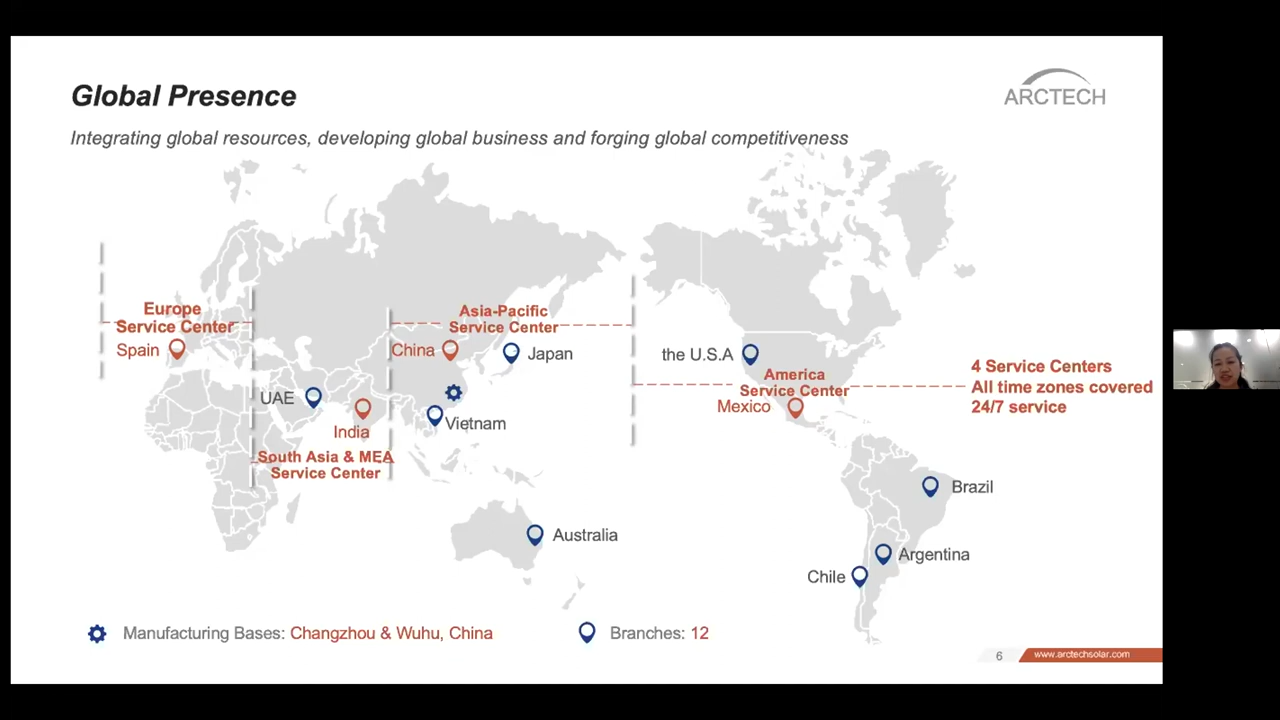 Global Presence
ARCTECH
Integrating global resources, developing global business and forging global competitiveness
Europe
Service Center
Spain
Asia-Pacific
Service Center
China
Japan
the U.S.A
America
Service Center
Mexico
4 Service Centers
All time zones covered
24/7 service
UAE
India
Vietnam
South Asia & MEA
Service Center
Brazil
Australia
Argentina
Chile
Manufacturing Bases: Changzhou & Wuhu, China
Branches: 12
6
www.arctechsolar.com